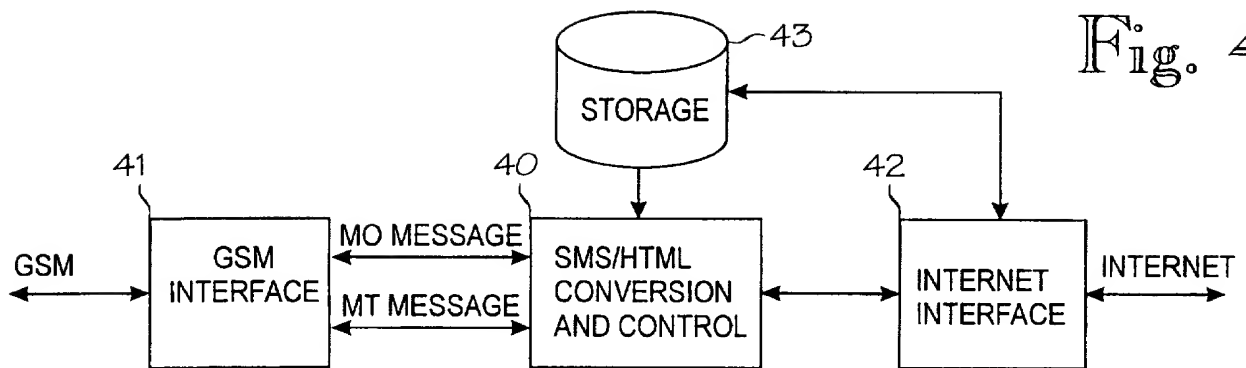 43
Fig. 4
STORAGE
41
40
42
GSM
GSM
INTERFACE
MO MESSAGE
MT MESSAGE
SMS/HTML
CONVERSION
AND CONTROL
INTERNET
INTERFACE
INTERNET